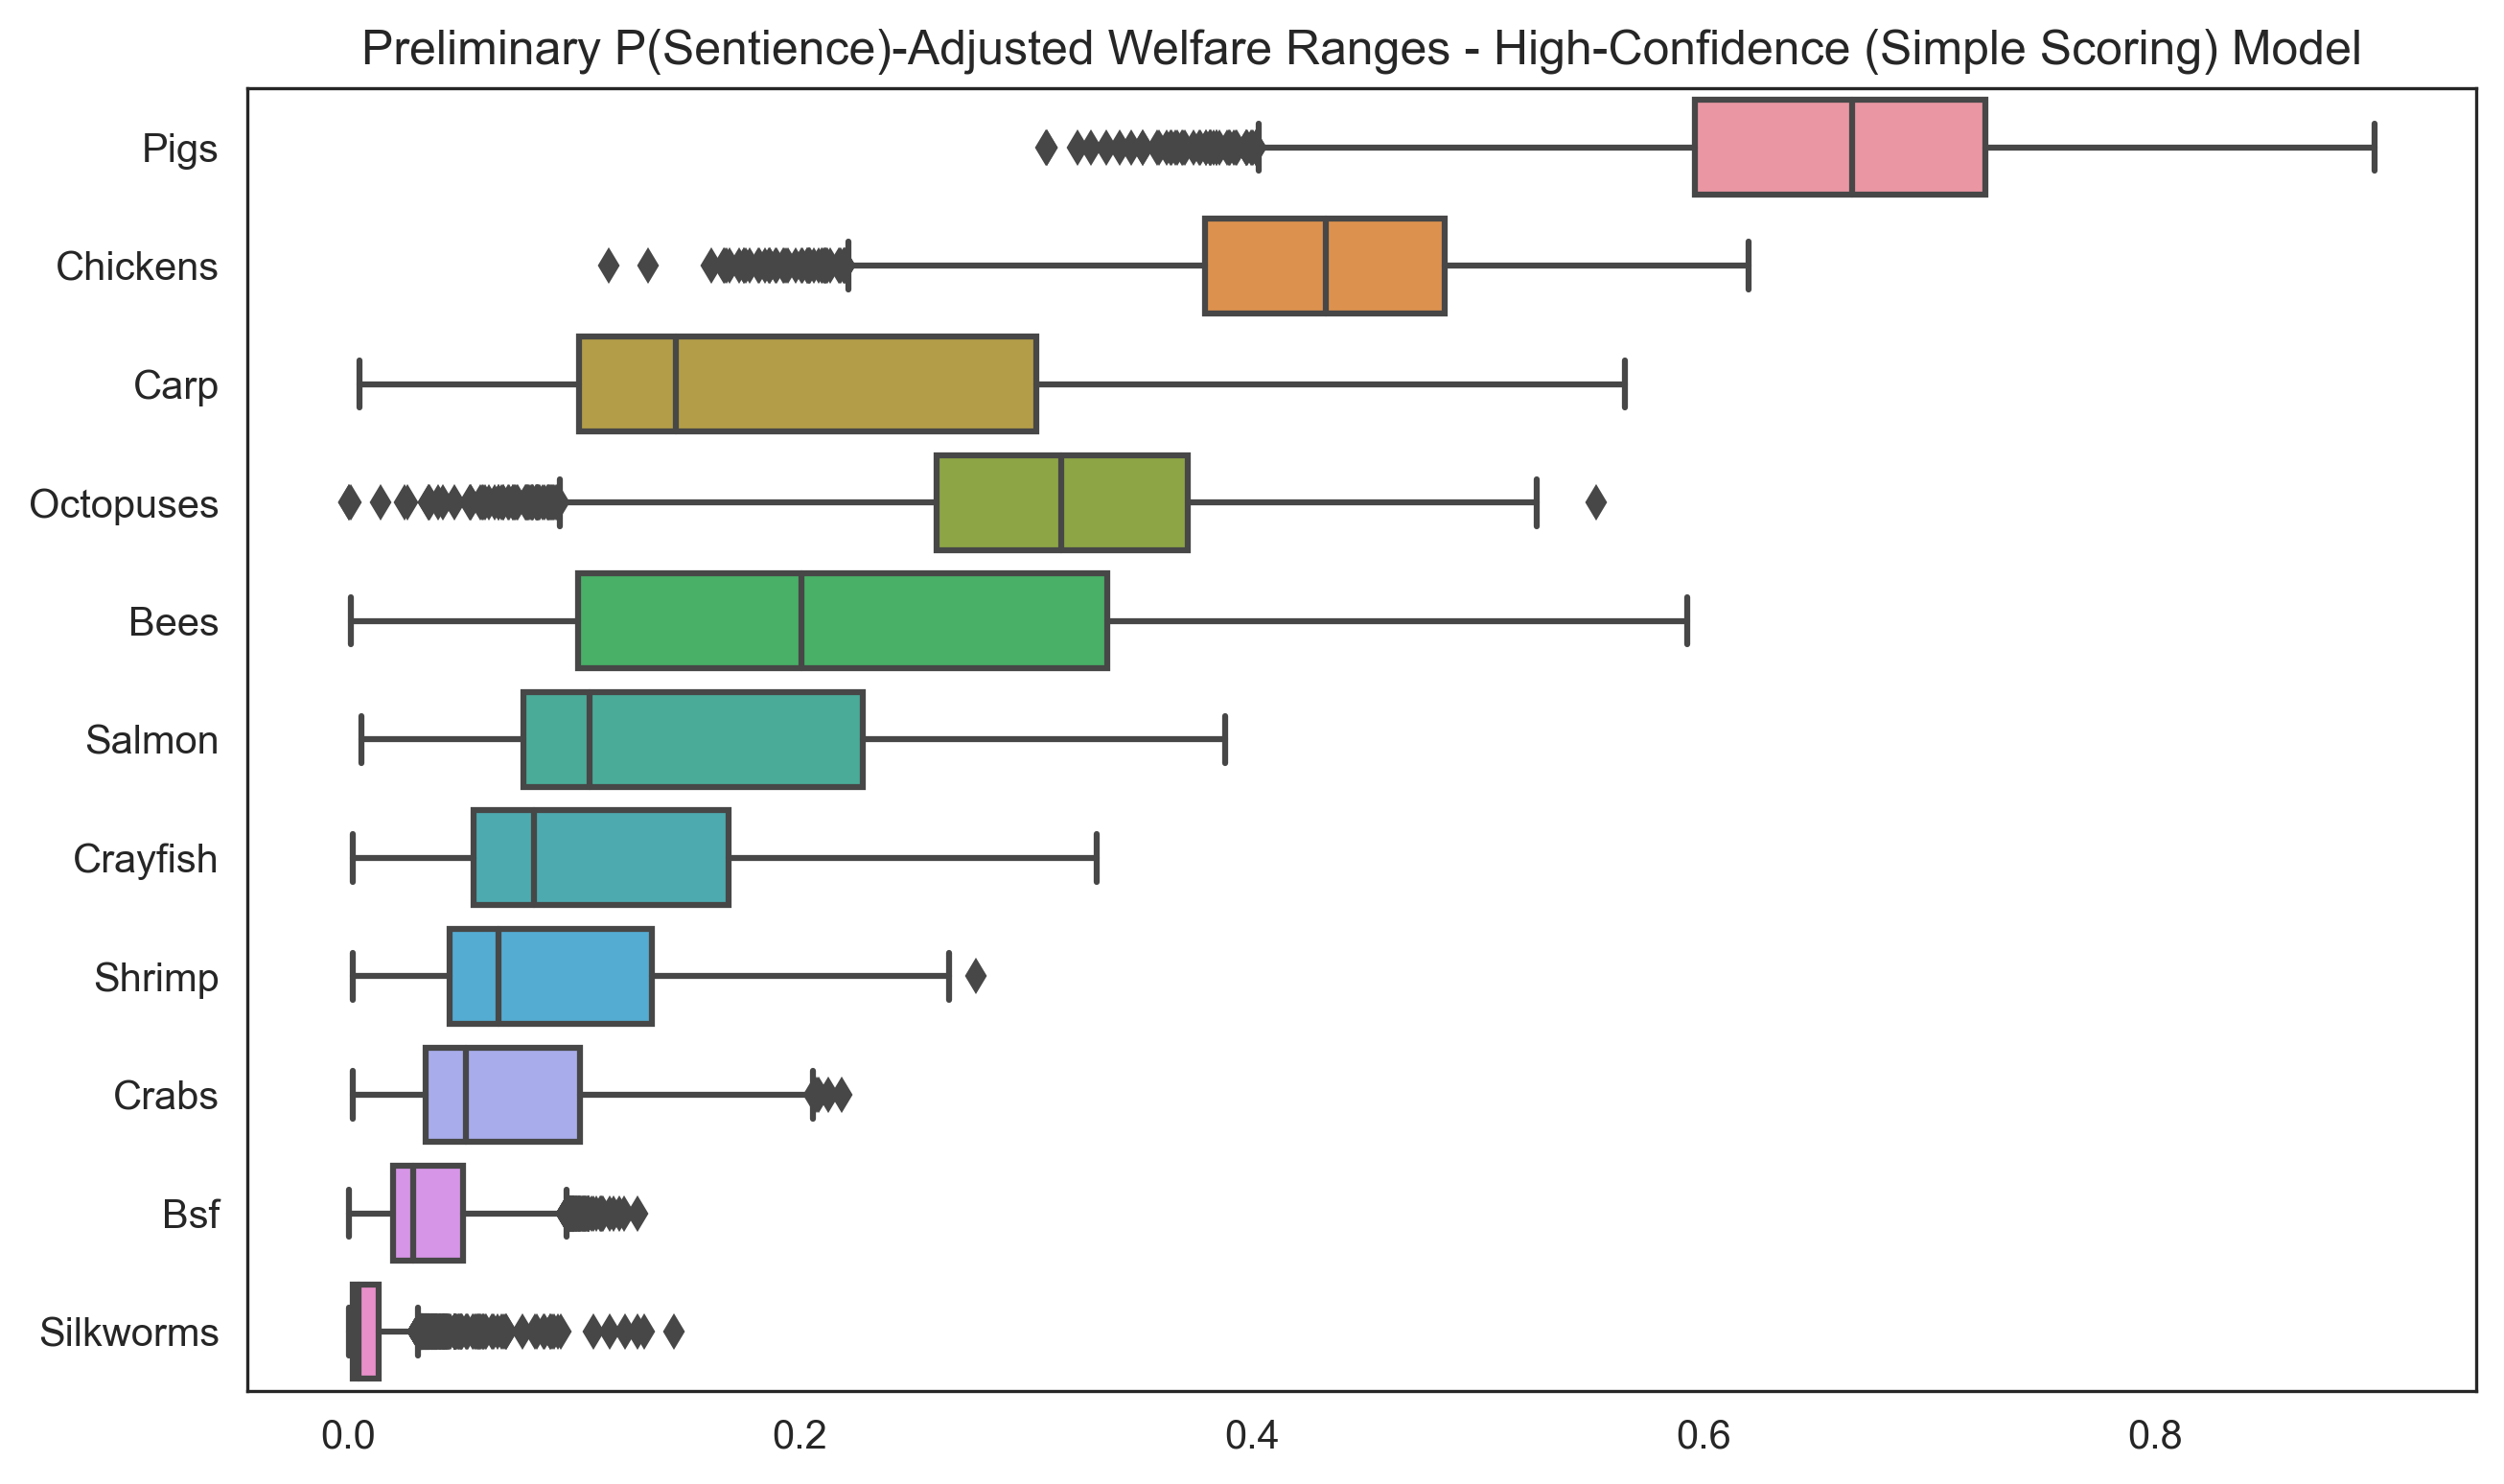 Preliminary P(Sentience)-Adjusted Welfare Ranges - High-Confidence (Simple Scoring) Model
Pigs
Chickens
Carp
Octopuses
Bees
Salmon
Crayfish
Shrimp
Crabs
Bsf
Silkworms
0.0 0.2 0.4 0.6 0.8